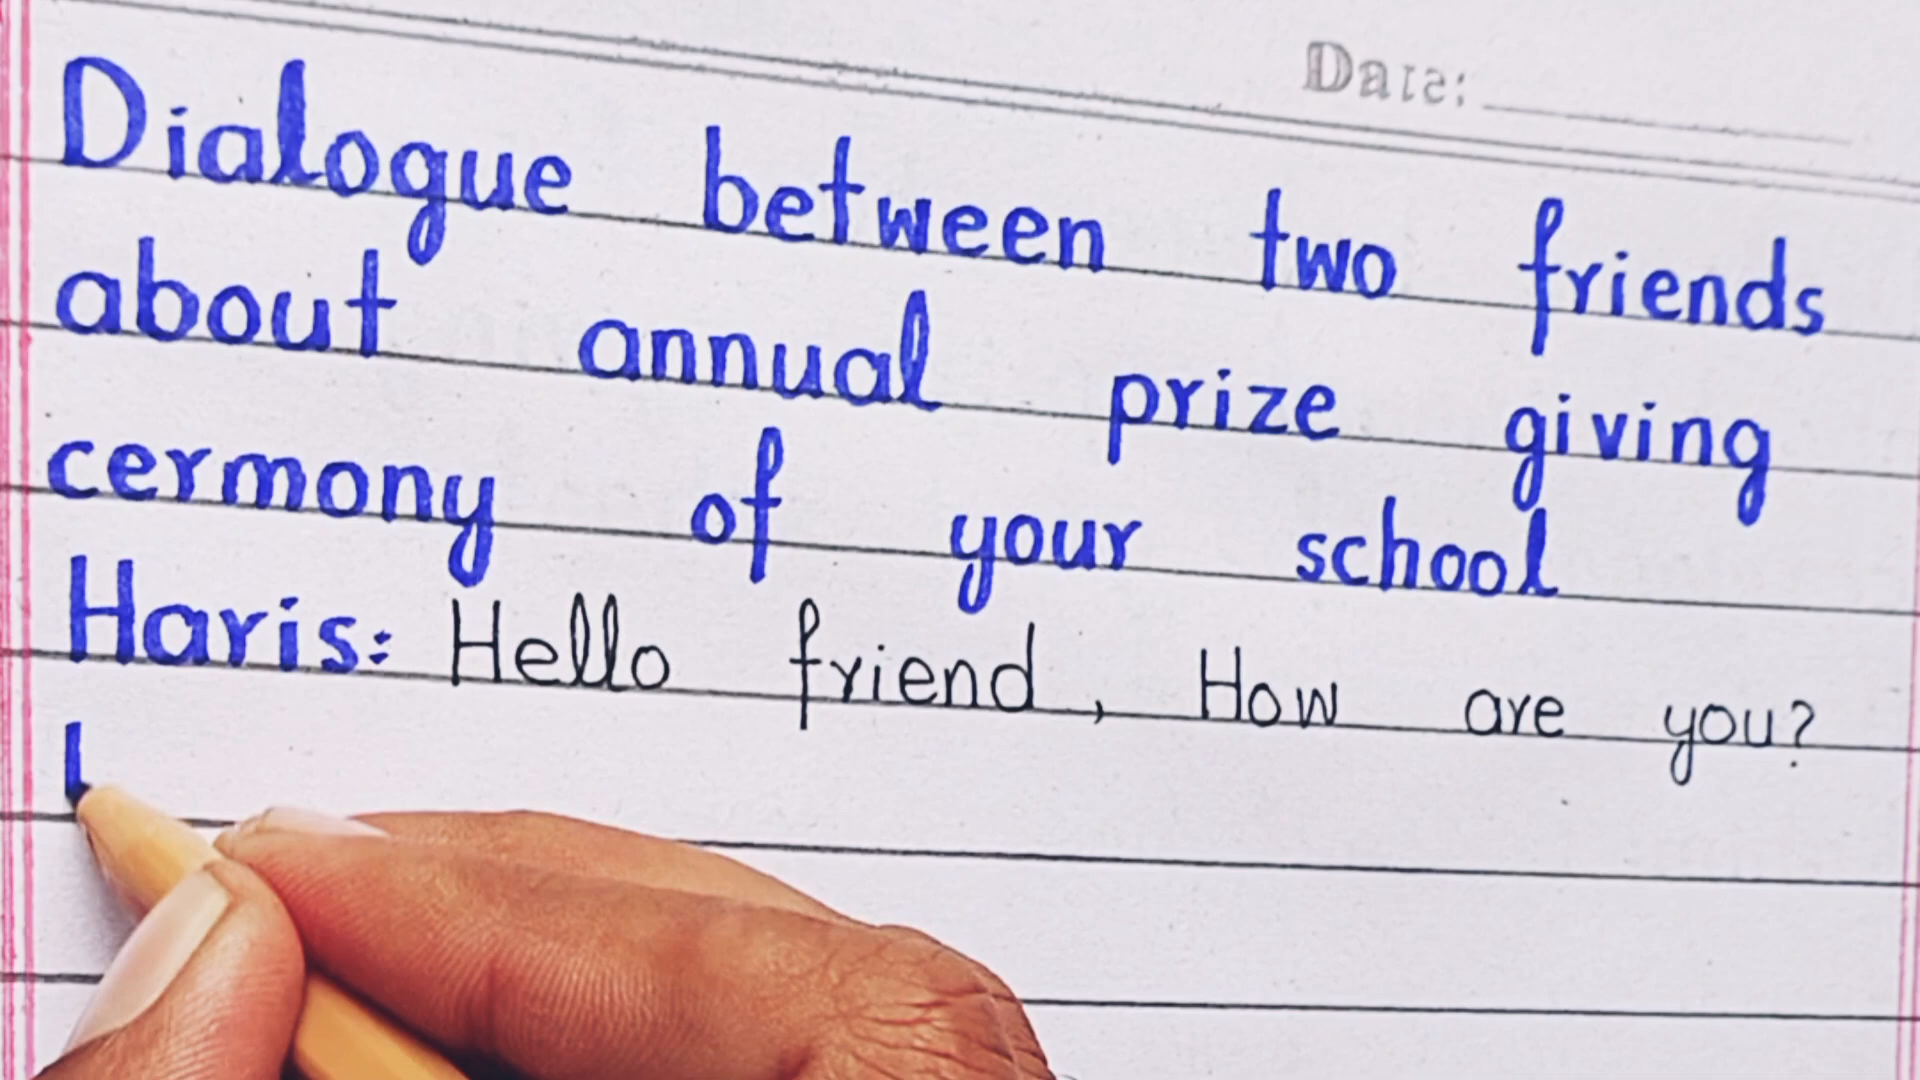 Date:
Dialogue between two friends
about annual prize giving
cermony of your school
Haris: Hello friend, How are you?